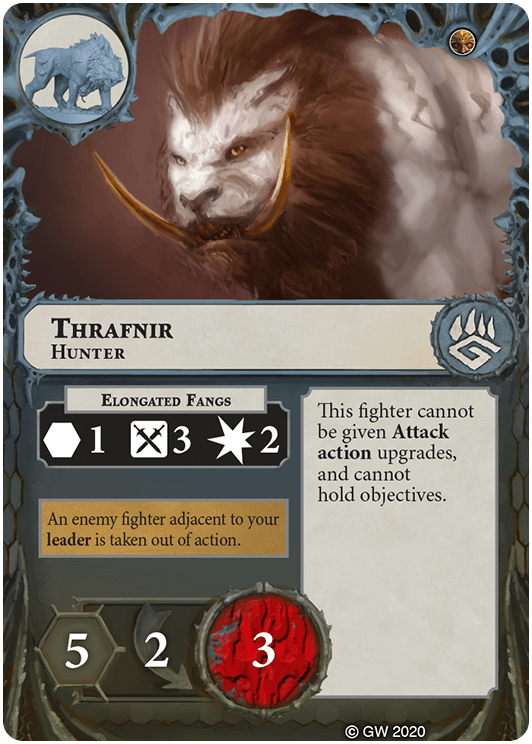 THRAFNIR
HUNTER
ELONGATED FANGS
1 3 2
This fighter cannot
be given Attack
action upgrades,
and cannot
hold objectives.
An enemy fighter adjacent to your
leader is taken out of action.
5 2 3
© GW 2020